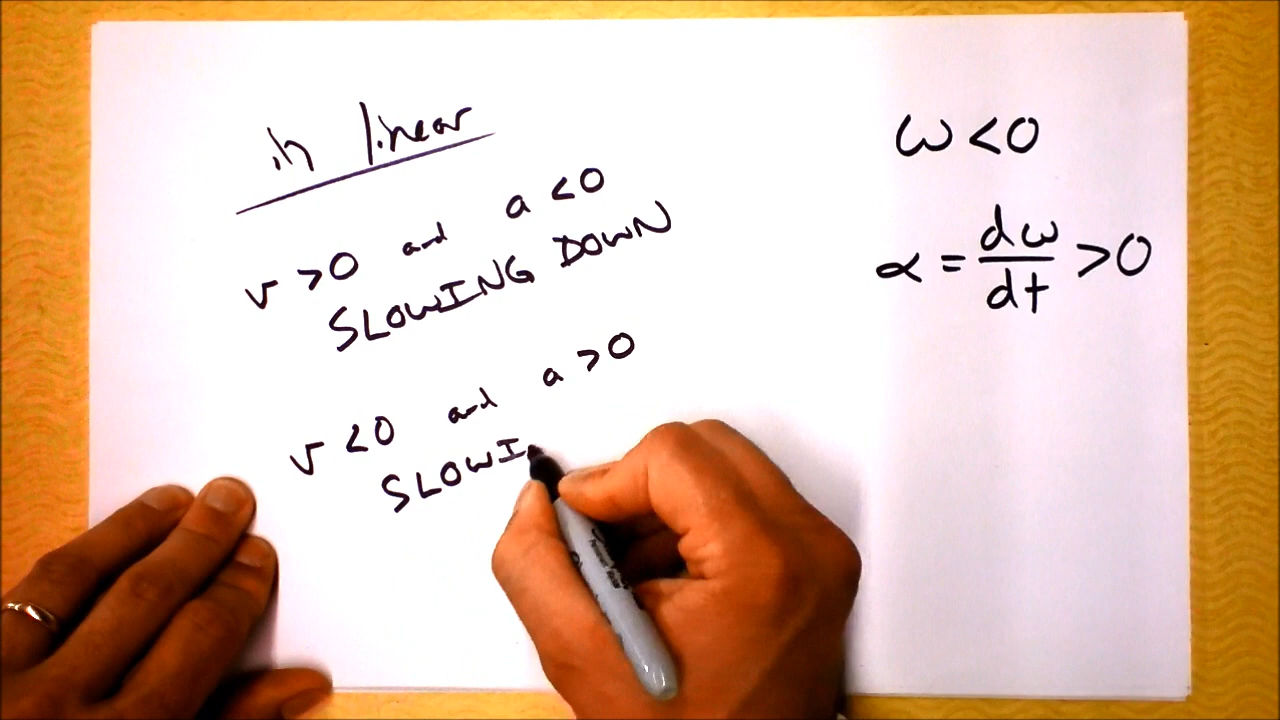 in linear
v > 0 and a < 0
SLOWING DOWN
v < 0 and a > 0
SLOWI
ω < 0
α = dω/dt > 0